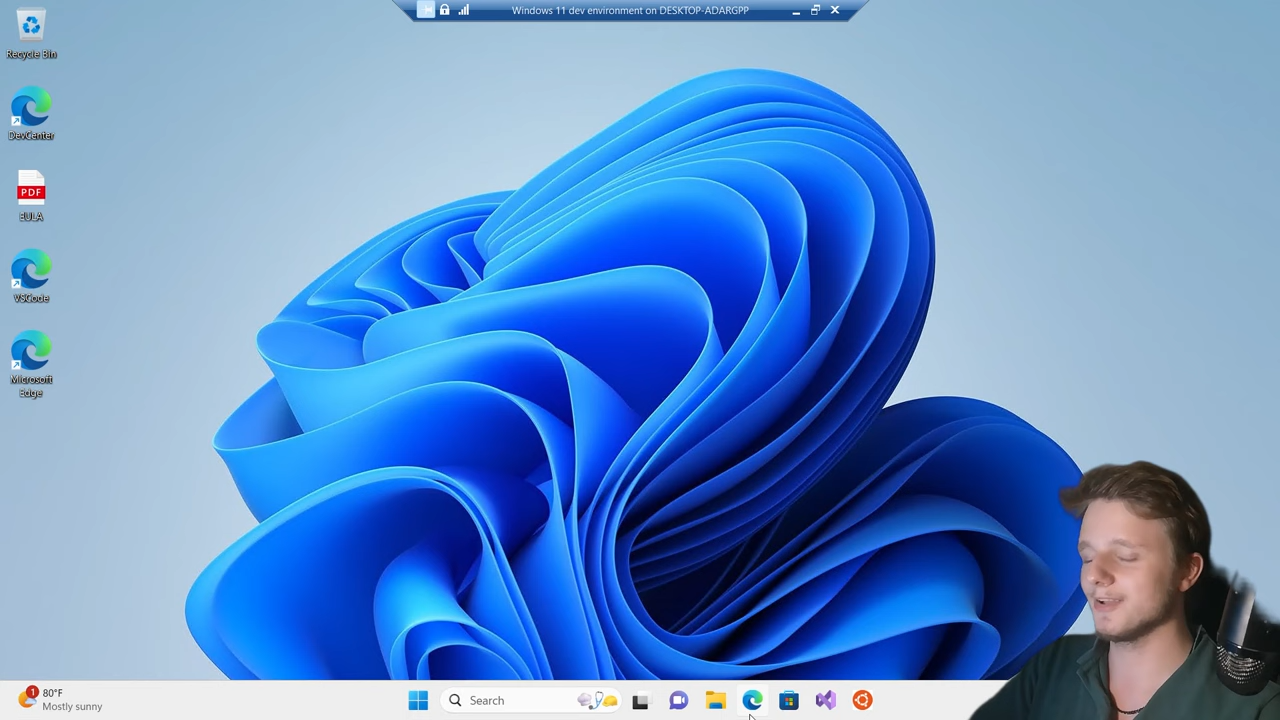 Windows 11 dev environment on DESKTOP-ADARGPP
Recycle Bin
DevCenter
PDF
EULA
VSCode
Microsoft
Edge
1
80°F
Mostly sunny
Search